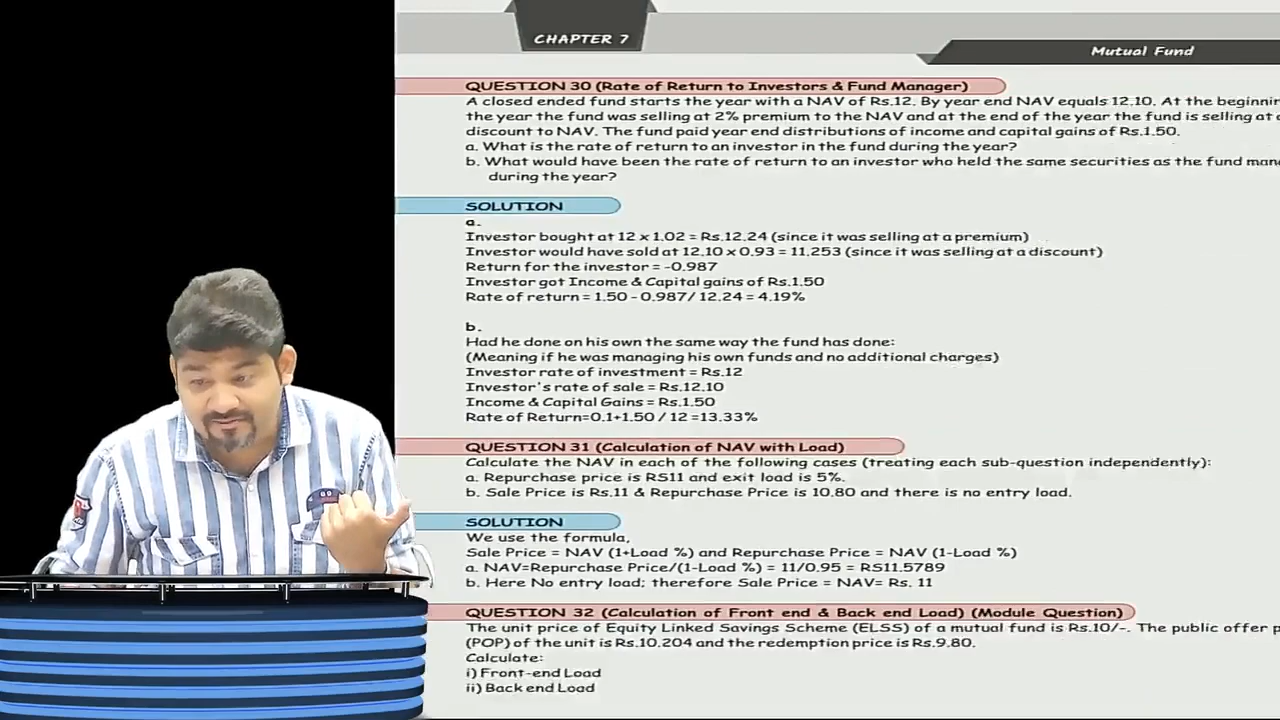 CHAPTER 7
Mutual Fund
QUESTION 30 (Rate of Return to Investors & Fund Manager)
A closed ended fund starts the year with a NAV of Rs.12. By year end NAV equals 12.10. At the
the year the fund was selling at 2% premium to the NAV and at the end of the year the fund is selling at
discount to NAV. The fund paid year end distributions of income and capital gains of Rs.1.50.
a. What is the rate of return to an investor in the fund during the year?
b. What would have been the rate of return to an investor who held the same securities as the fund
during the year?
SOLUTION
a.
Investor bought at 12 x 1.02 = Rs.12.24 (since it was selling at a premium)
Investor would have sold at 12.10 x 0.93 = 11.253 (since it was selling at a discount)
Return for the investor = -0.987
Investor got Income & Capital gains of Rs.1.50
Rate of return = 1.50 - 0.987/ 12.24 = 4.19%
b.
Had he done on his own the same way the fund has done:
(Meaning if he was managing his own funds and no additional charges)
Investor rate of investment = Rs.12
Investor's rate of sale = Rs.12.10
Income & Capital Gains = Rs.1.50
Rate of Return=0.1+1.50 / 12 =13.33%
QUESTION 31 (Calculation of NAV with Load)
Calculate the NAV in each of the following cases (treating each sub-question independently):
a. Repurchase price is RS11 and exit load is 5%.
b. Sale Price is Rs.11 & Repurchase Price is 10.80 and there is no entry load.
SOLUTION
We use the formula,
Sale Price = NAV (1+Load %) and Repurchase Price = NAV (1-Load %)
a. NAV=Repurchase Price/(1-Load %) = 11/0.95 = RS11.5789
b. Here No entry load; therefore Sale Price = NAV= Rs. 11
QUESTION 32 (Calculation of Front end & Back end Load) (Module Question)
The unit price of Equity Linked Savings Scheme (ELSS) of a mutual fund is Rs.10/-. The public offer
(POP) of the unit is Rs.10.204 and the redemption price is Rs.9.80.
Calculate:
i) Front-end Load
ii) Back end Load